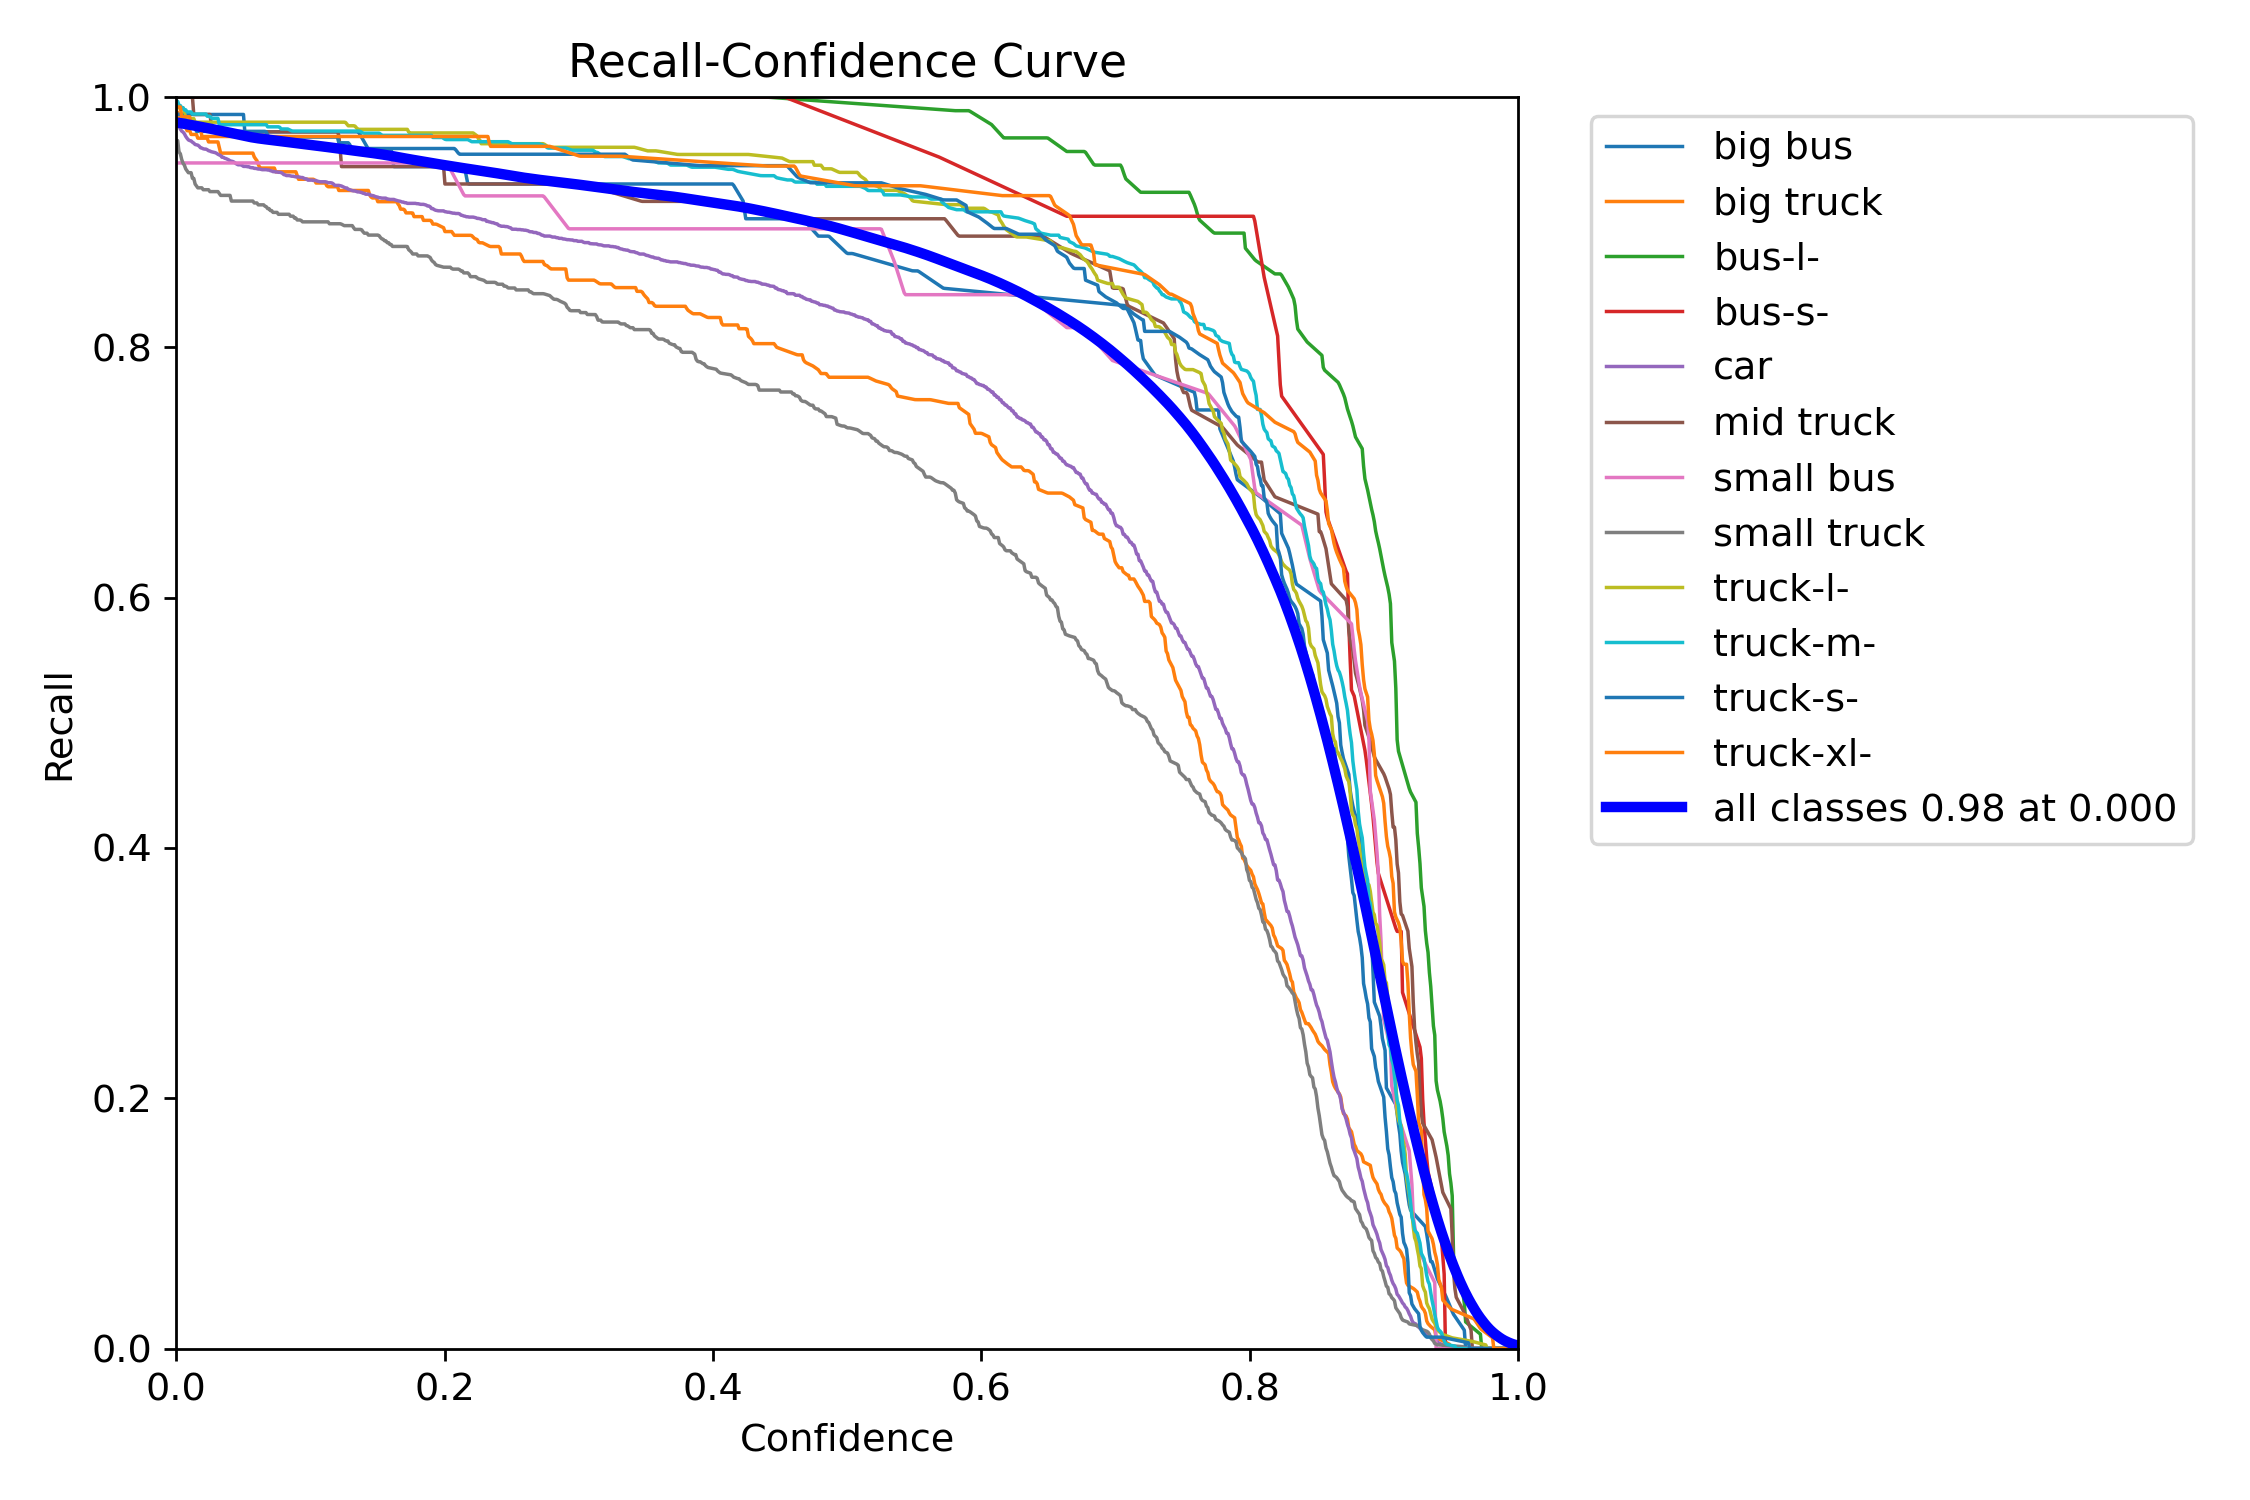 Recall-Confidence Curve
1.0
0.8
0.6
0.4
0.2
0.0
Recall
0.0 0.2 0.4 0.6 0.8 1.0
Confidence
big bus
big truck
bus-l-
bus-s-
car
mid truck
small bus
small truck
truck-l-
truck-m-
truck-s-
truck-xl-
all classes 0.98 at 0.000